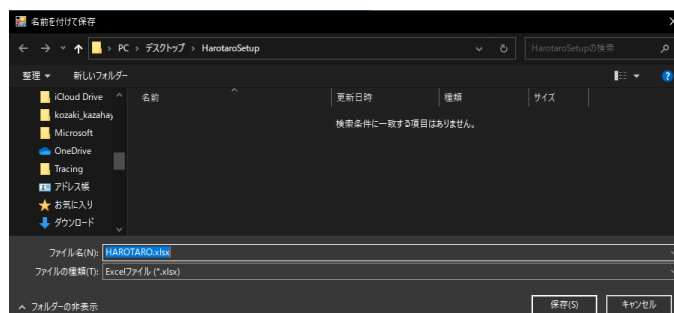 名前を付けて保存
PC › デスクトップ › HarotaroSetup
HarotaroSetupの検索
整理 新しいフォルダー
名前 更新日時 種類 サイズ
検索条件に一致する項目はありません。
iCloud Drive
kozaki_kazahay
Microsoft
OneDrive
Tracing
アドレス帳
お気に入り
ダウンロード
ファイル名(N): HAROTARO.xlsx
ファイルの種類(T): Excelファイル (*.xlsx)
フォルダーの非表示 保存(S) キャンセル